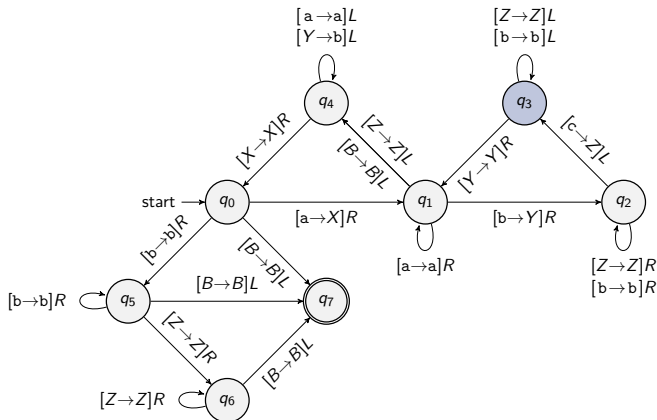 [a→a]L
[Y→b]L
[Z→Z]L
[b→b]L
q4
q3
[X→X]R
[Z→Z]L
[B→B]L
[Y→Y]R
[c→Z]L
start
q0
[a→X]R
q1
[b→Y]R
q2
[a→a]R
[Z→Z]R
[b→b]R
[b→b]R
[B→B]L
[b→b]R
q5
[B→B]L
q7
[Z→Z]R
[B→B]L
[Z→Z]R
q6